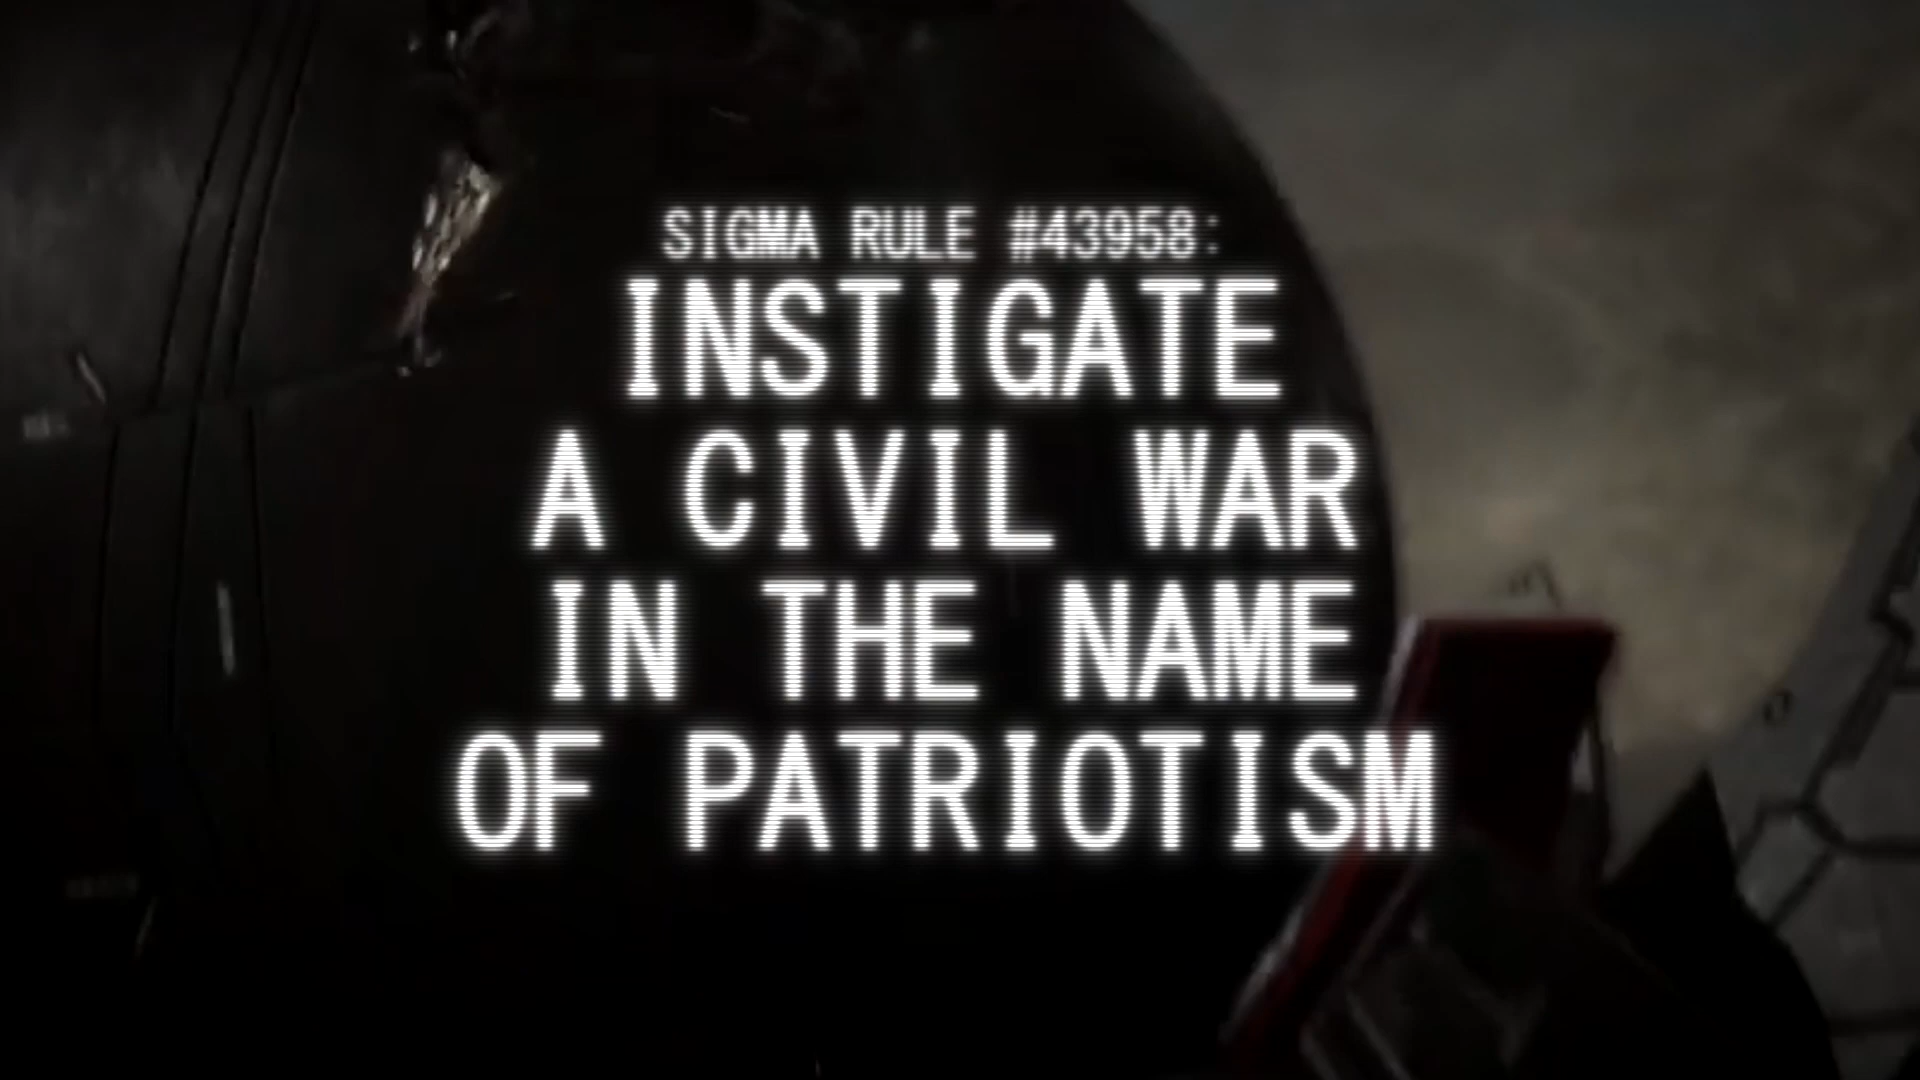 SIGMA RULE #43958:
INSTIGATE
A CIVIL WAR
IN THE NAME
OF PATRIOTISM